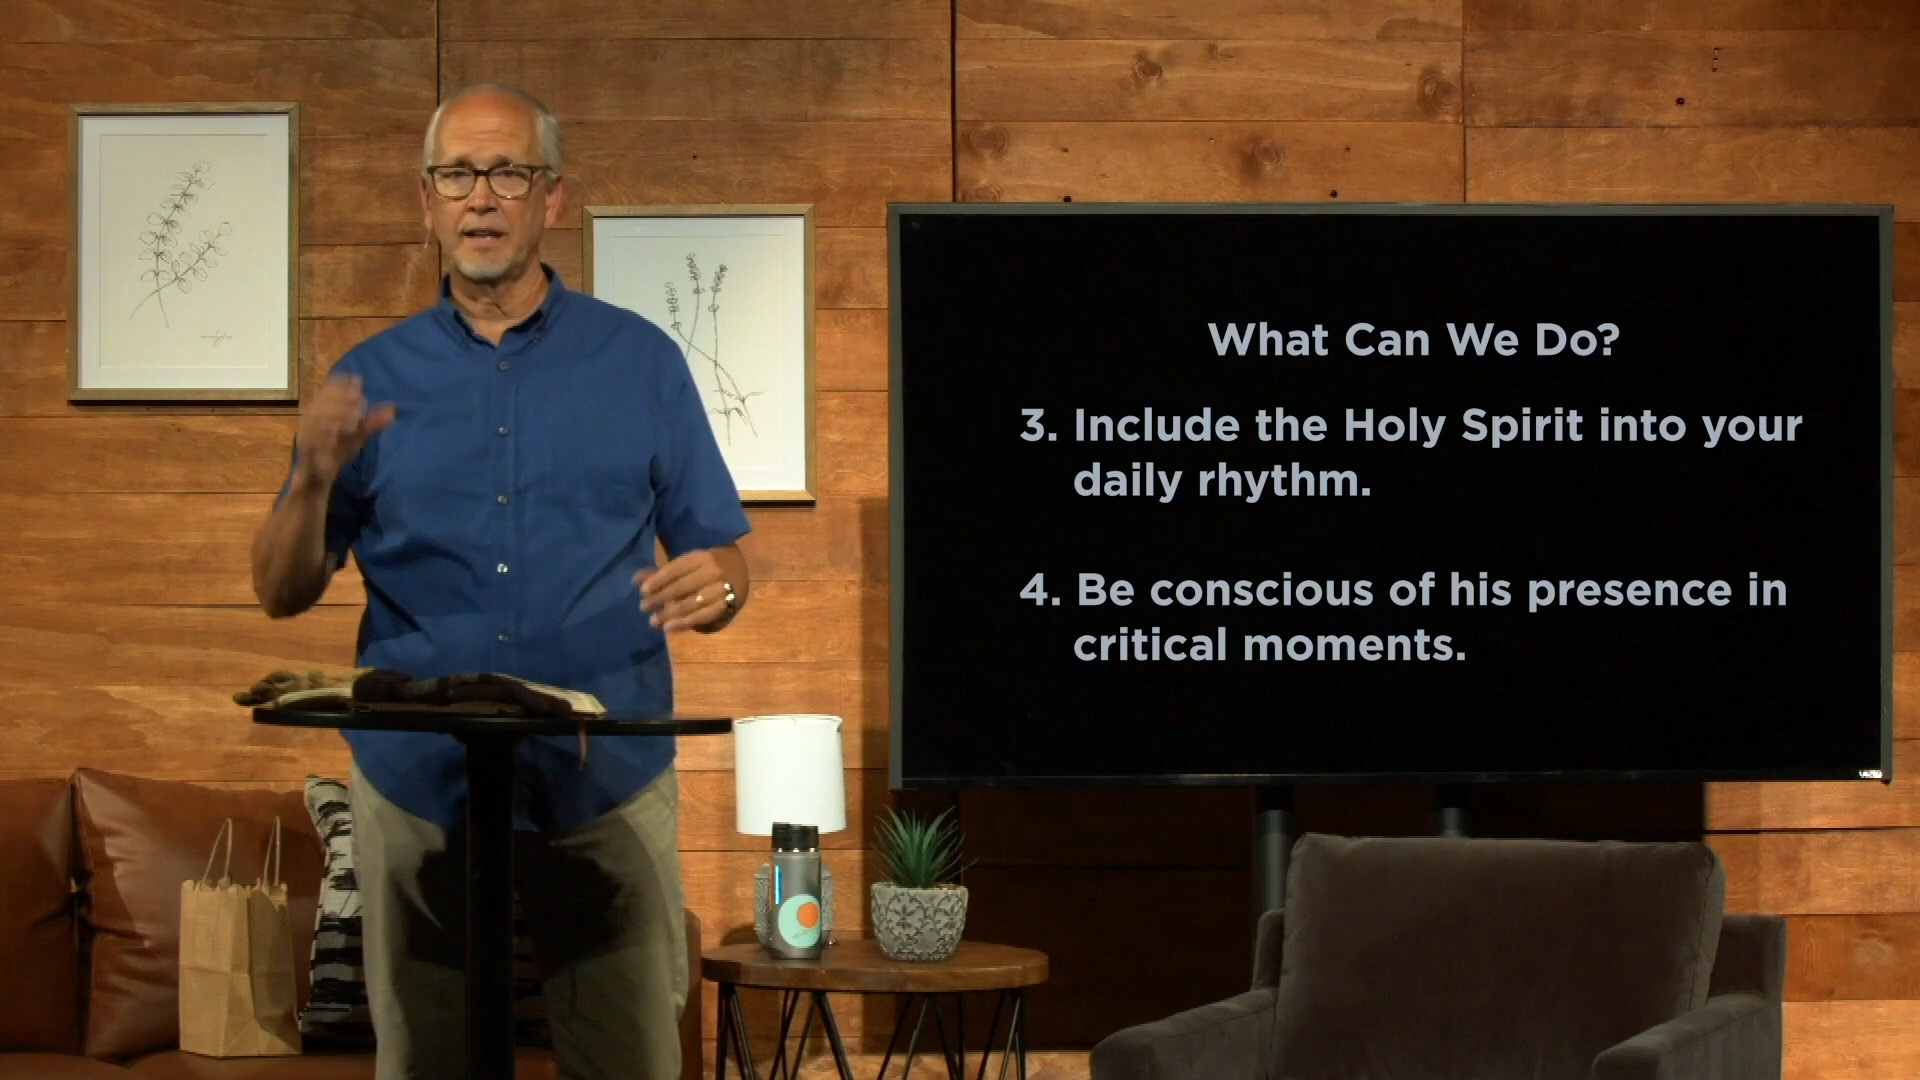 What Can We Do?
3. Include the Holy Spirit into your
daily rhythm.
4. Be conscious of his presence in
critical moments.
VIZIO